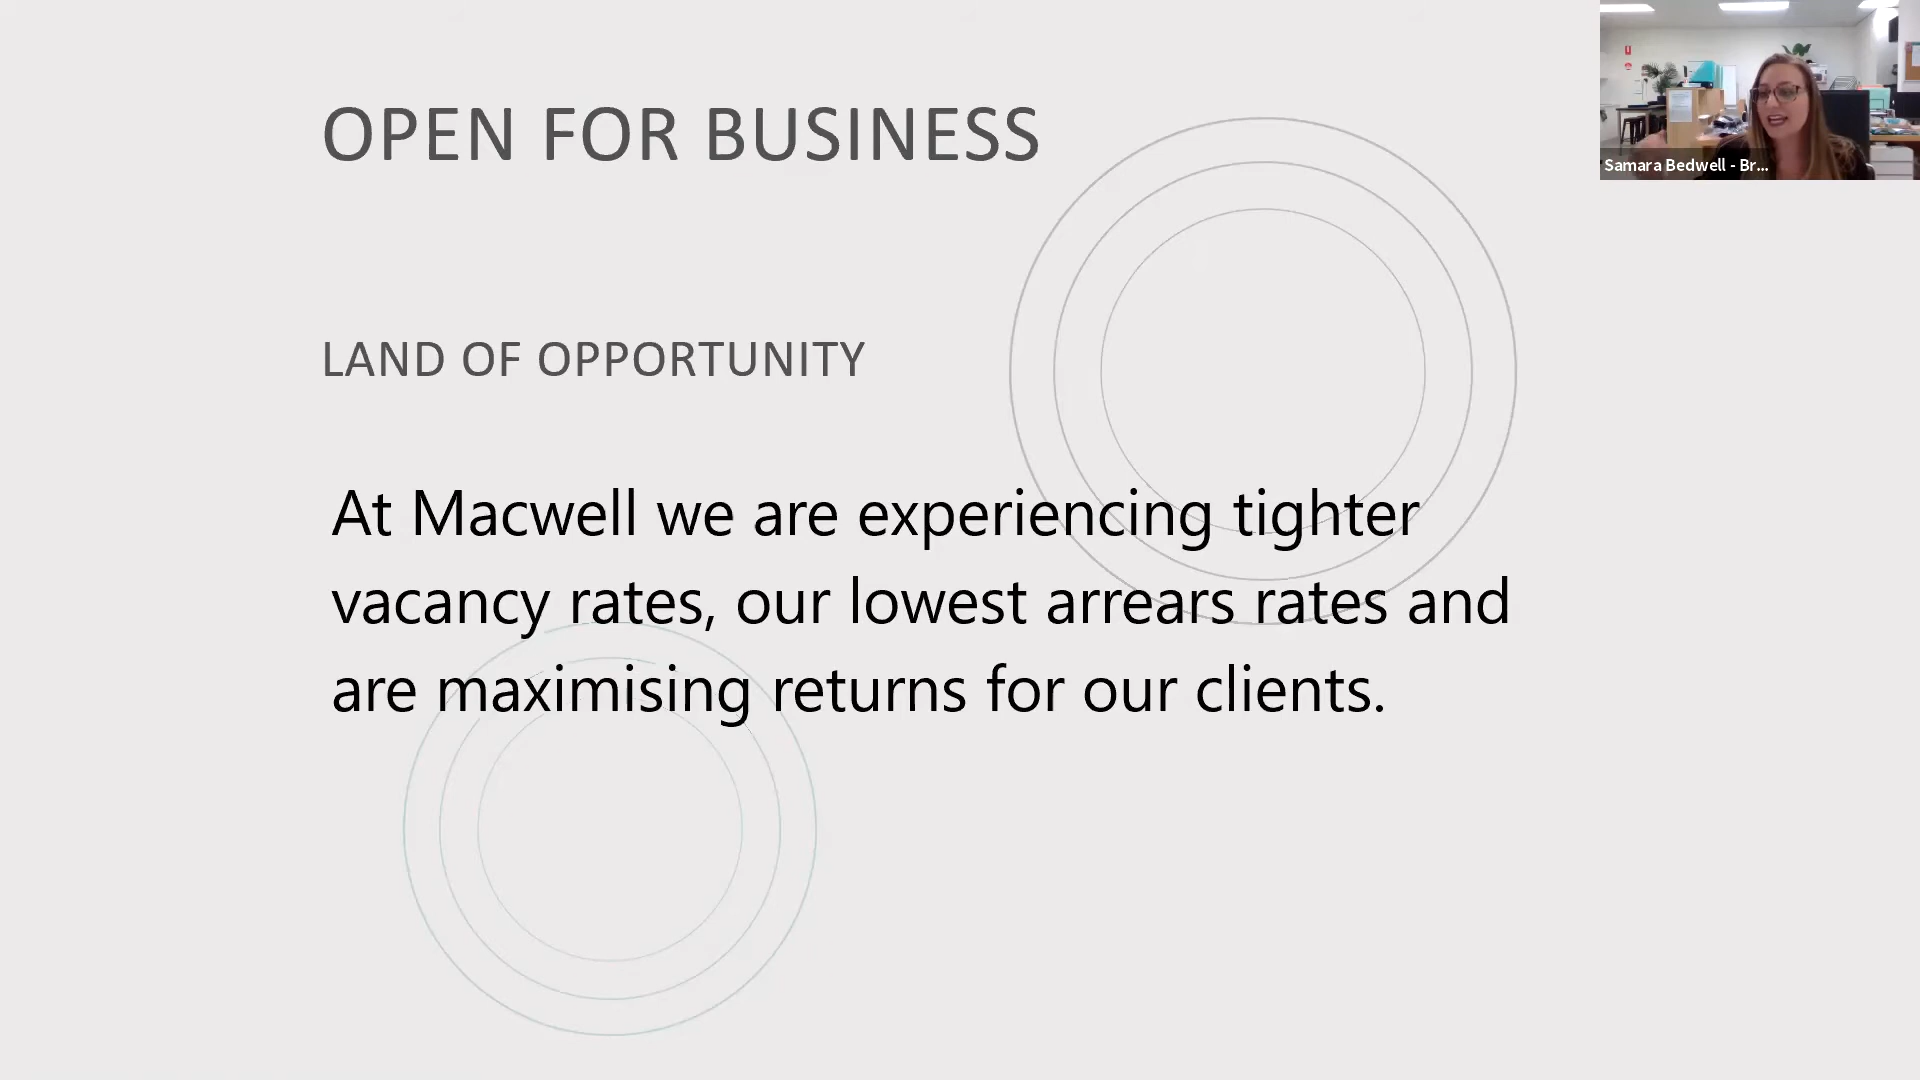 OPEN FOR BUSINESS
Samara Bedwell - Br...
LAND OF OPPORTUNITY
At Macwell we are experiencing tighter
vacancy rates, our lowest arrears rates and
are maximising returns for our clients.